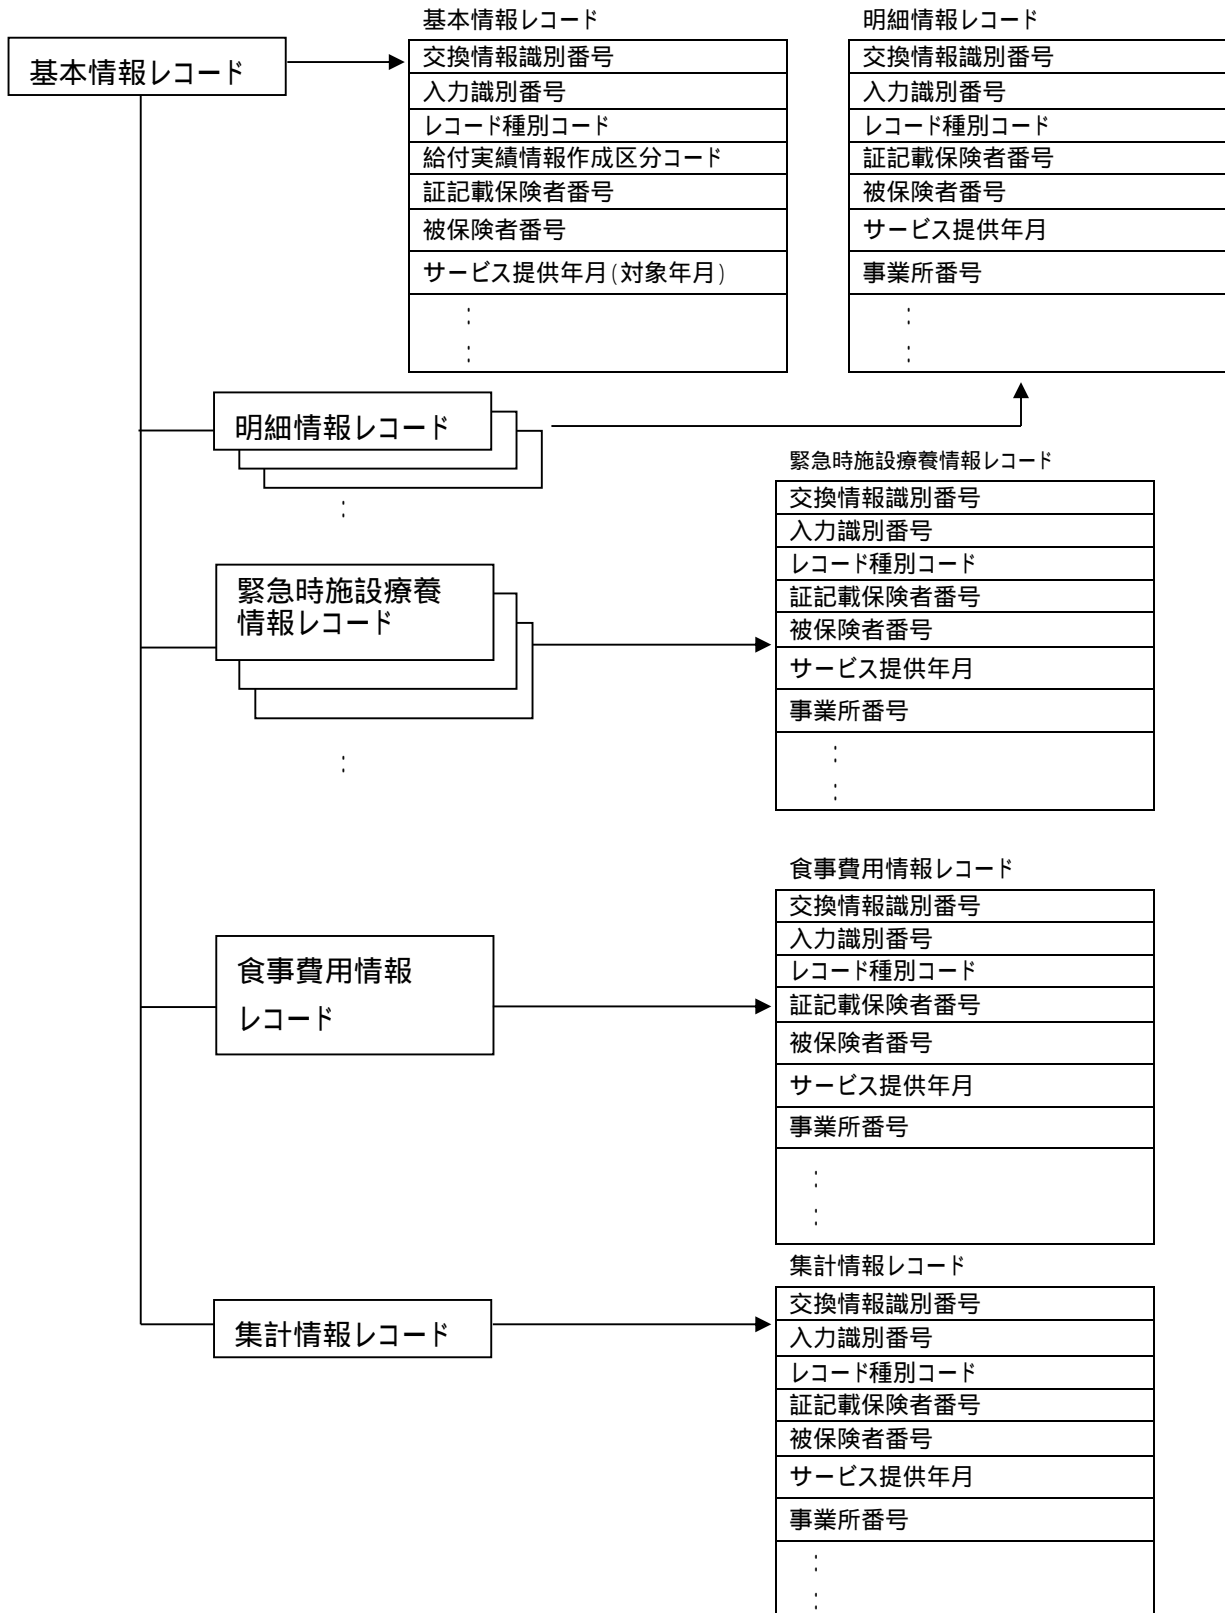 基本情報レコード
基本情報レコード
交換情報識別番号
入力識別番号
レコード種別コード
給付実績情報作成区分コード
証記載保険者番号
被保険者番号
サービス提供年月(対象年月)
:
:
明細情報レコード
交換情報識別番号
入力識別番号
レコード種別コード
証記載保険者番号
被保険者番号
サービス提供年月
事業所番号
:
:
明細情報レコード
:
緊急時施設療養
情報レコード
:
緊急時施設療養情報レコード
交換情報識別番号
入力識別番号
レコード種別コード
証記載保険者番号
被保険者番号
サービス提供年月
事業所番号
:
:
食事費用情報
レコード
食事費用情報レコード
交換情報識別番号
入力識別番号
レコード種別コード
証記載保険者番号
被保険者番号
サービス提供年月
事業所番号
:
:
集計情報レコード
集計情報レコード
交換情報識別番号
入力識別番号
レコード種別コード
証記載保険者番号
被保険者番号
サービス提供年月
事業所番号
:
: